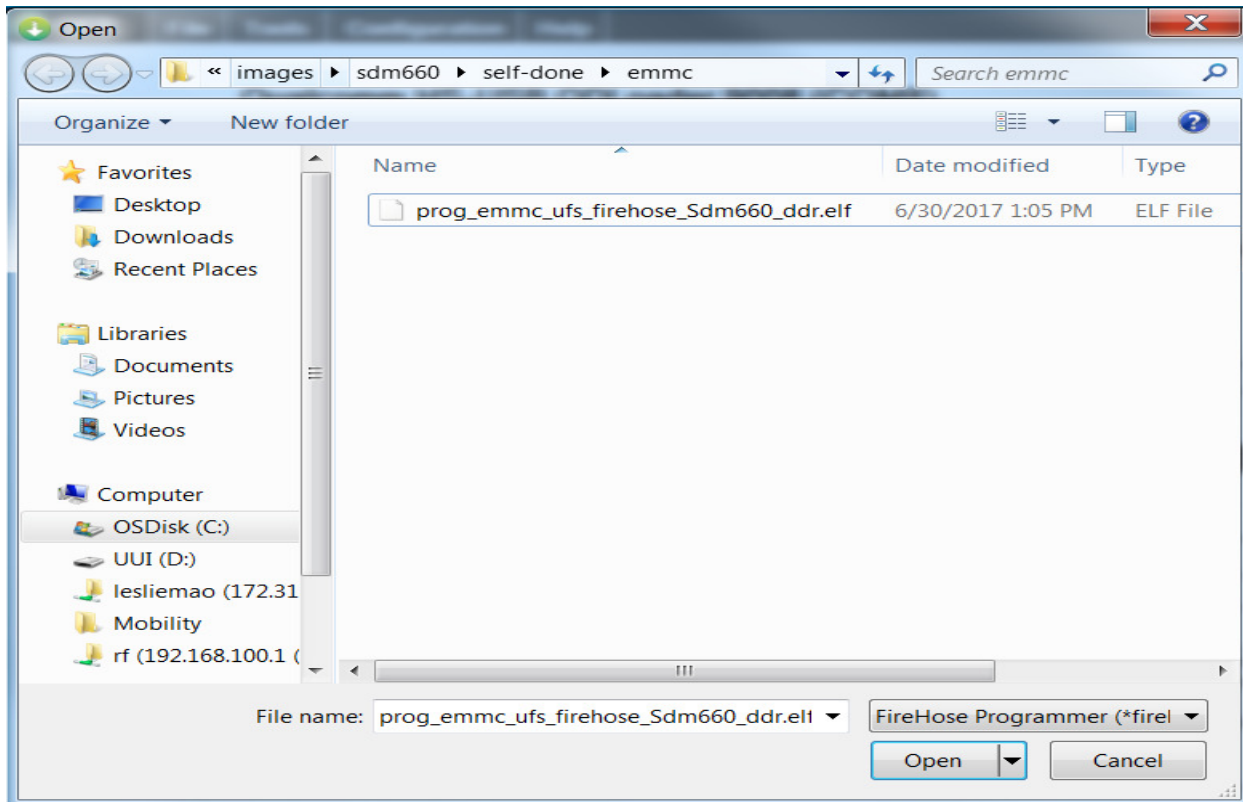 Open
« images ▶ sdm660 ▶ self-done ▶ emmc
Search emmc
Organize ▼ New folder
Name Date modified Type
prog_emmc_ufs_firehose_Sdm660_ddr.elf 6/30/2017 1:05 PM ELF File
Favorites
Desktop
Downloads
Recent Places
Libraries
Documents
Pictures
Videos
Computer
OSDisk (C:)
UUI (D:)
lesliemao (172.31
Mobility
rf (192.168.100.1 (
File name: prog_emmc_ufs_firehose_Sdm660_ddr.el
FireHose Programmer (*firel
Open Cancel